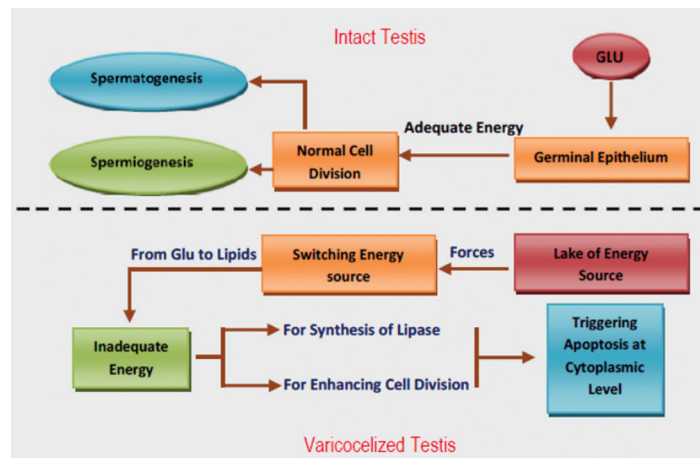 Intact Testis
Spermatogenesis
GLU
Adequate Energy
Spermiogenesis
Normal Cell
Division
Germinal Epithelium
From Glu to Lipids
Switching Energy
source
Forces
Lake of Energy
Source
Inadequate
Energy
For Synthesis of Lipase
For Enhancing Cell Division
Triggering
Apoptosis at
Cytoplasmic
Level
Varicocelized Testis